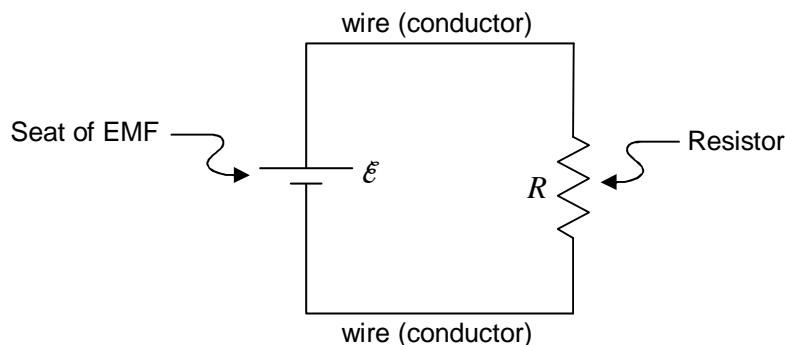 wire (conductor)
Seat of EMF
ℰ
R
Resistor
wire (conductor)